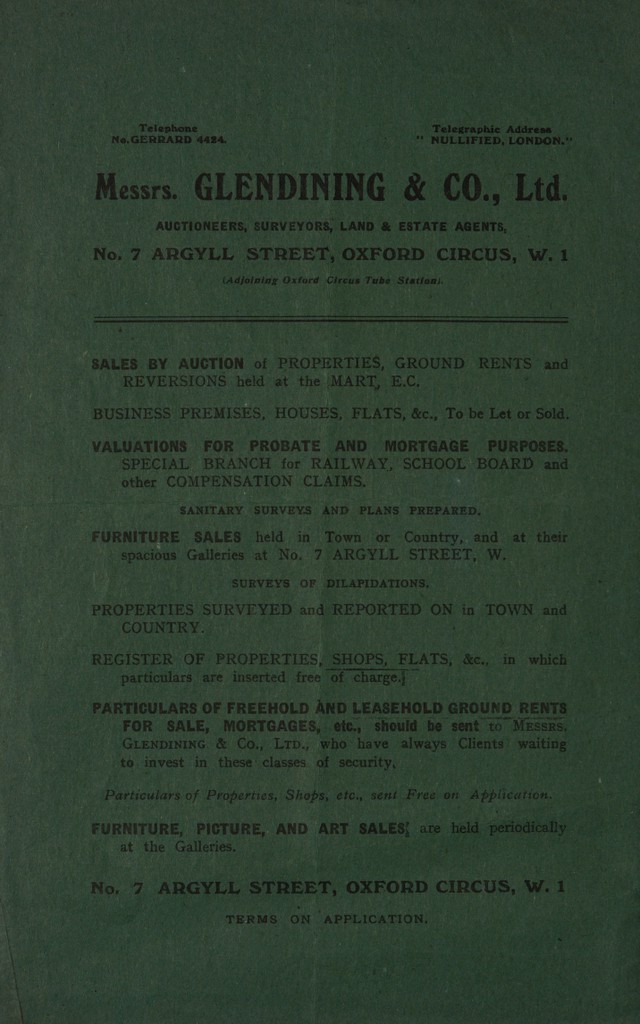 Telephone
No. GERRARD 4424.
Telegraphic Address
" NULLIFIED, LONDON."
Messrs. GLENDINING & CO., Ltd.
AUCTIONEERS, SURVEYORS, LAND & ESTATE AGENTS,
No. 7 ARGYLL STREET, OXFORD CIRCUS, W. 1
(Adjoining Oxford Circus Tube Station).
SALES BY AUCTION of PROPERTIES, GROUND RENTS and
REVERSIONS held at the MART, E.C.
BUSINESS PREMISES, HOUSES, FLATS, &c., To be Let or Sold.
VALUATIONS FOR PROBATE AND MORTGAGE PURPOSES.
SPECIAL BRANCH for RAILWAY, SCHOOL BOARD and
other COMPENSATION CLAIMS.
SANITARY SURVEYS AND PLANS PREPARED.
FURNITURE SALES held in Town or Country, and at their
spacious Galleries at No. 7 ARGYLL STREET, W.
SURVEYS OF DILAPIDATIONS.
PROPERTIES SURVEYED and REPORTED ON in TOWN and
COUNTRY.
REGISTER OF PROPERTIES, SHOPS, FLATS, &c., in which
particulars are inserted free of charge.
PARTICULARS OF FREEHOLD AND LEASEHOLD GROUND RENTS
FOR SALE, MORTGAGES, etc., should be sent to MESSRS.
GLENDINING & CO., LTD., who have always Clients waiting
to invest in these classes of security.
Particulars of Properties, Shops, etc., sent Free on Application.
FURNITURE, PICTURE, AND ART SALES, are held periodically
at the Galleries.
No. 7 ARGYLL STREET, OXFORD CIRCUS, W. 1
TERMS ON APPLICATION.